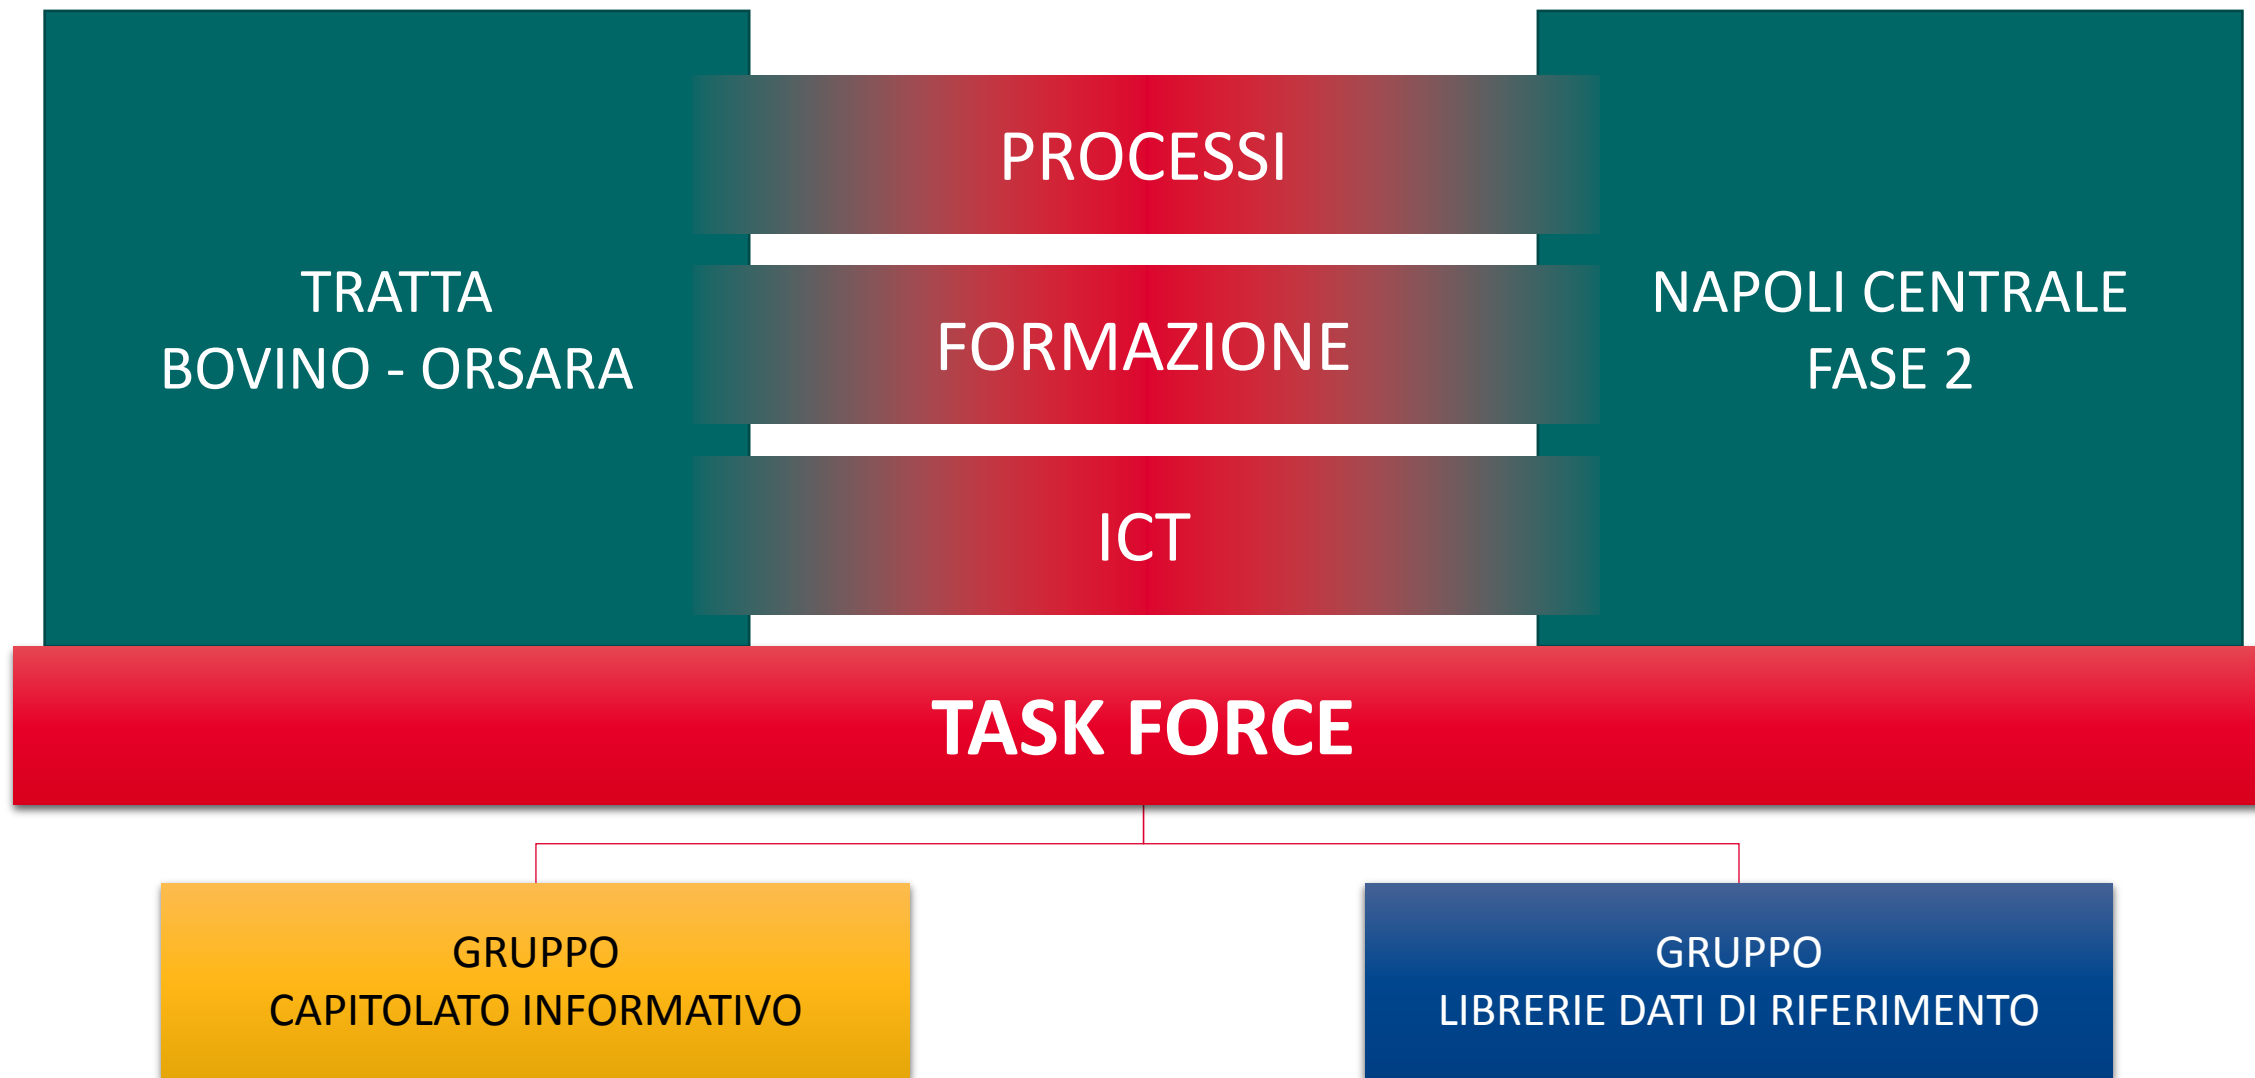 TRATTA
BOVINO - ORSARA
PROCESSI
FORMAZIONE
ICT
NAPOLI CENTRALE
FASE 2
TASK FORCE
GRUPPO
CAPITOLATO INFORMATIVO
GRUPPO
LIBRERIE DATI DI RIFERIMENTO